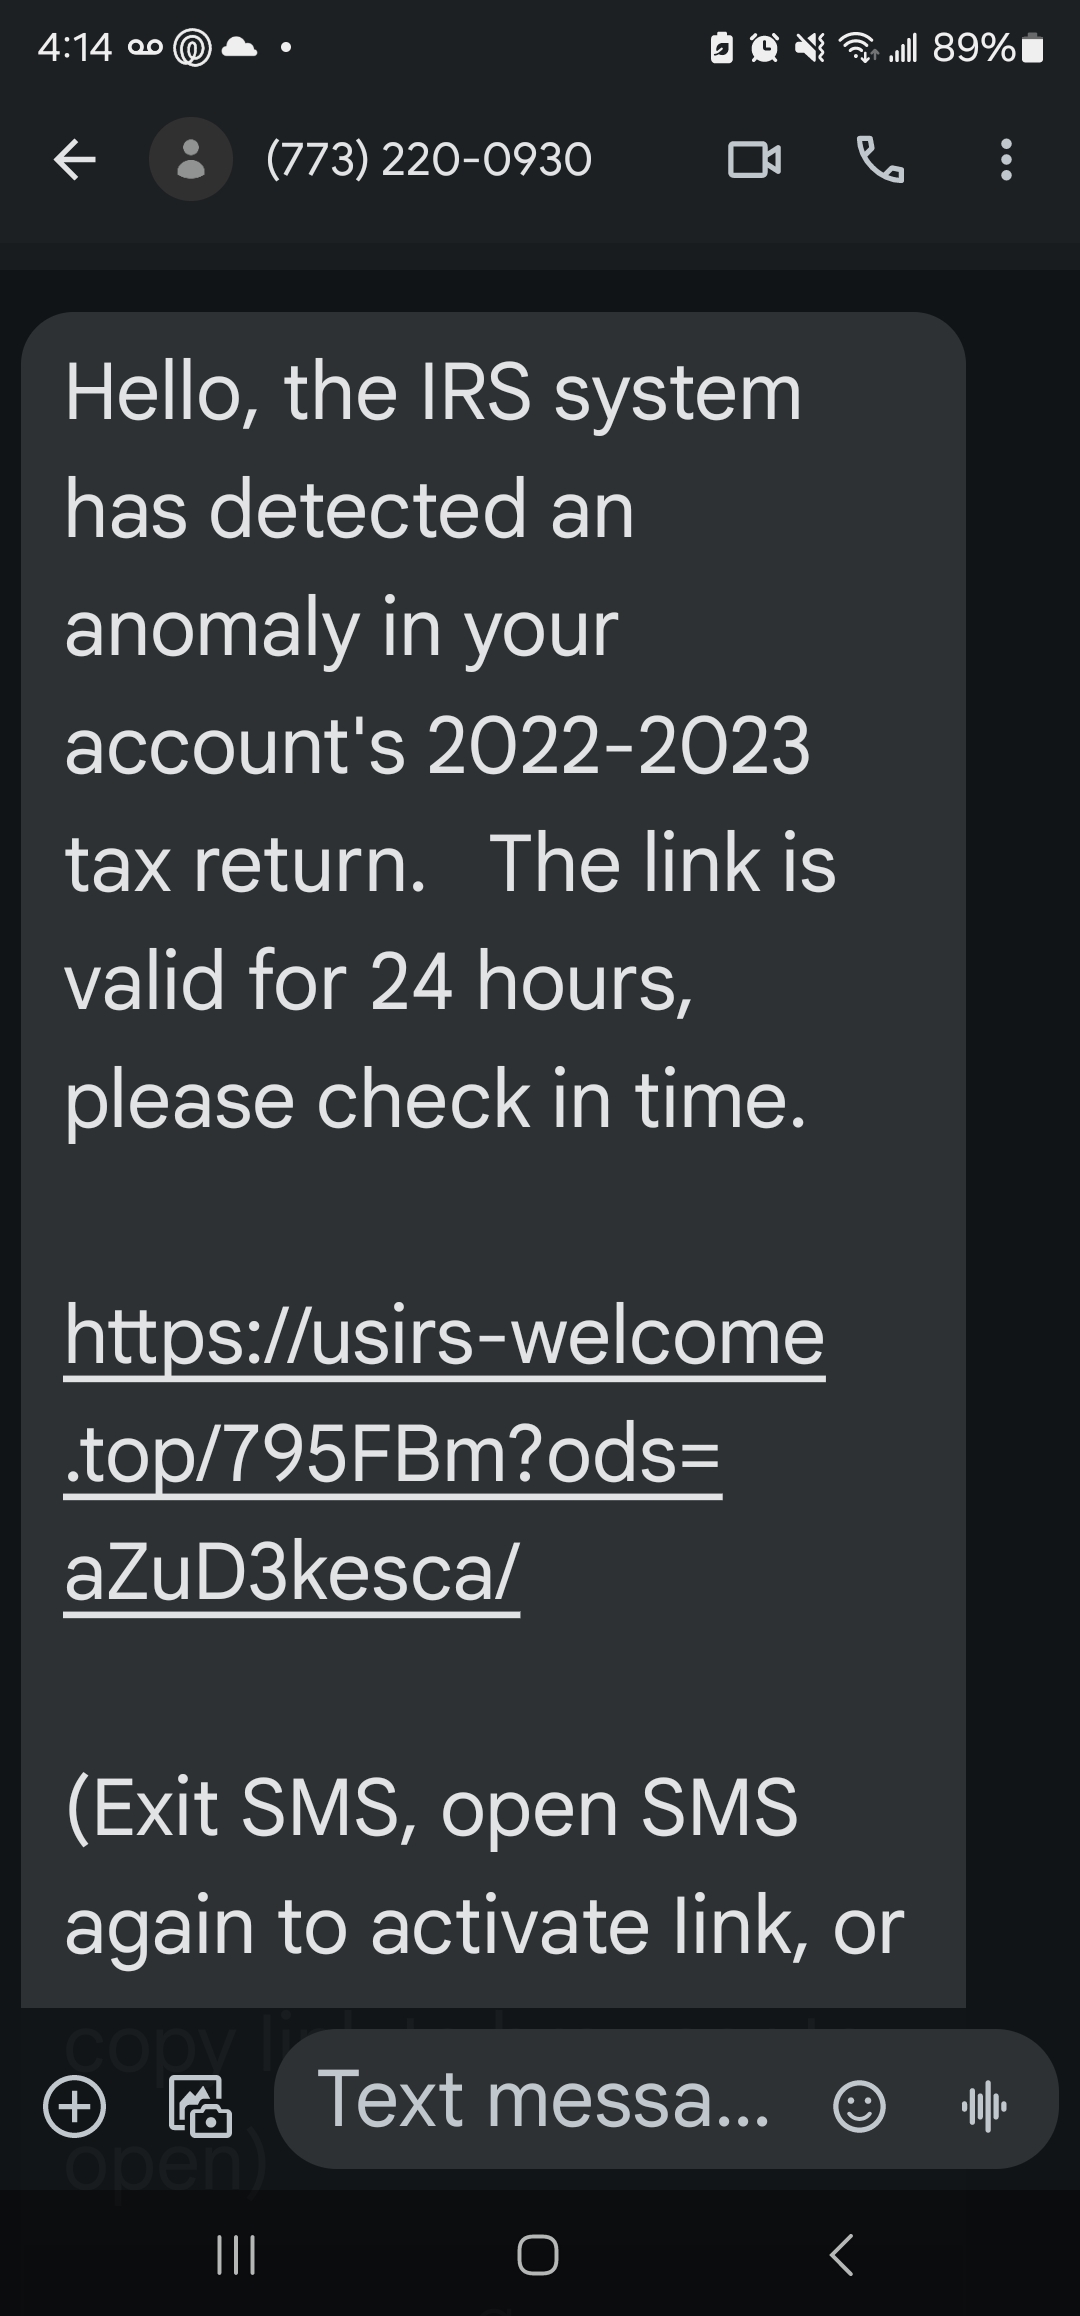 4:14 89%
(773) 220-0930
Hello, the IRS system
has detected an
anomaly in your
account's 2022-2023
tax return.   The link is
valid for 24 hours,
please check in time.
https://usirs-welcome
.top/795FBm?ods=
aZuD3kesca/
(Exit SMS, open SMS
again to activate link, or
copy
Text messa...
open)